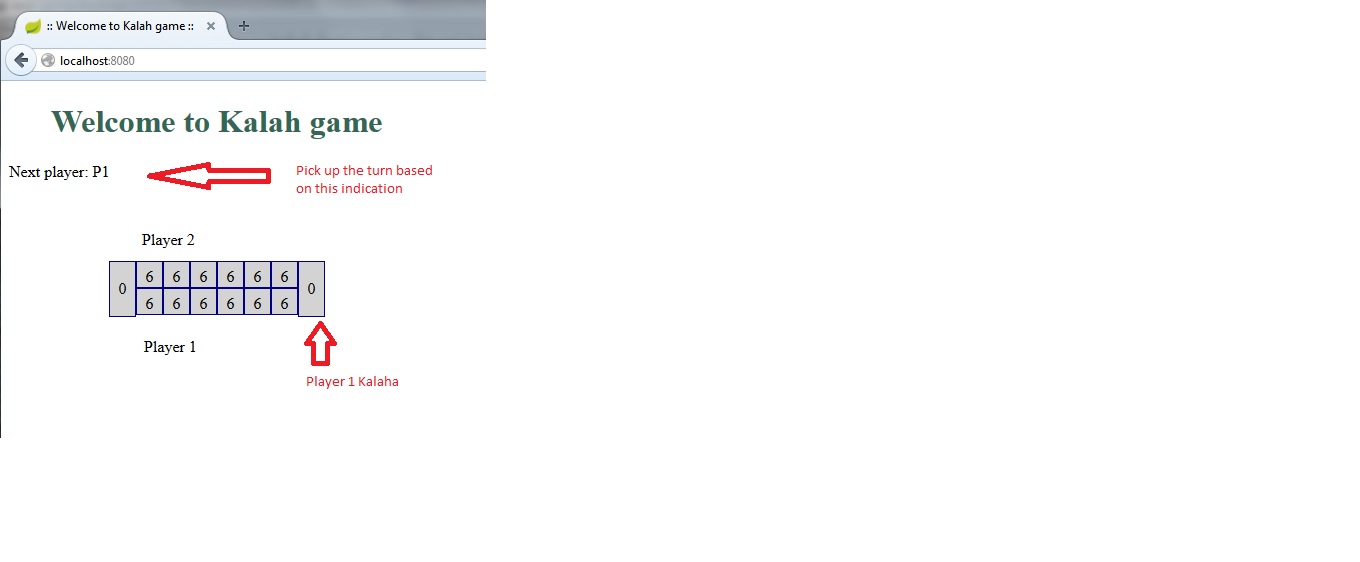 :: Welcome to Kalah game ::
localhost:8080
Welcome to Kalah game
Next player: P1
Pick up the turn based
on this indication
Player 2
0 6 6 6 6 6 6 0
6 6 6 6 6 6
Player 1
Player 1 Kalaha